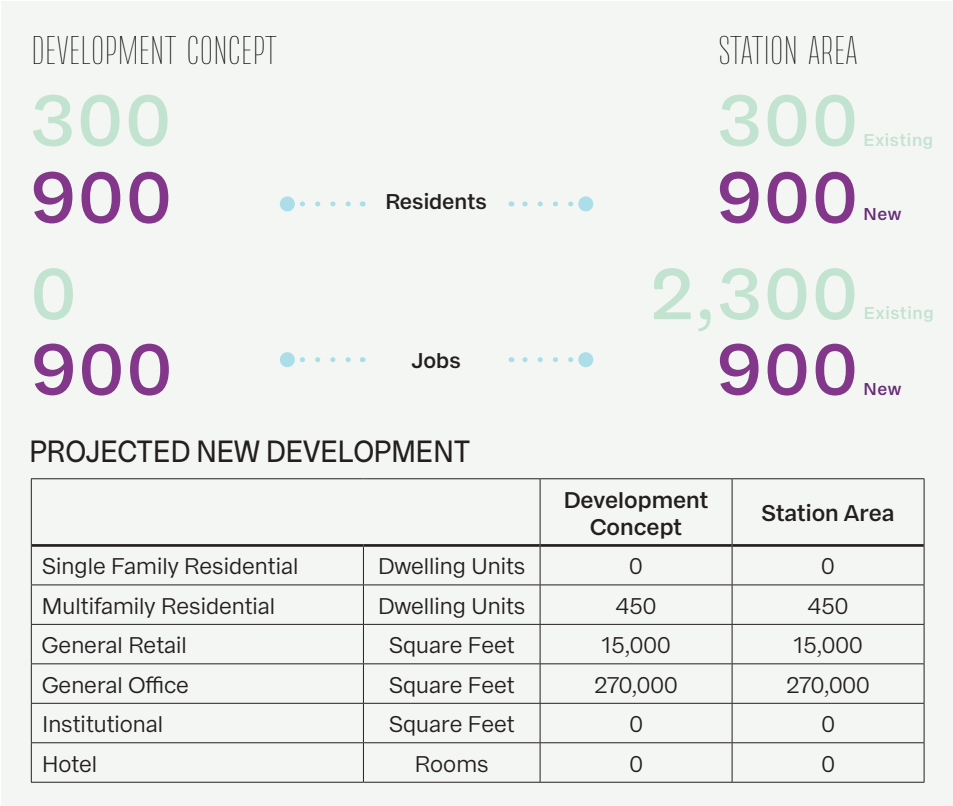 DEVELOPMENT CONCEPT STATION AREA
300 300 Existing
900 Residents 900 New
0 2,300 Existing
900 Jobs 900 New
PROJECTED NEW DEVELOPMENT
Development Concept Station Area
Single Family Residential Dwelling Units 0 0
Multifamily Residential Dwelling Units 450 450
General Retail Square Feet 15,000 15,000
General Office Square Feet 270,000 270,000
Institutional Square Feet 0 0
Hotel Rooms 0 0